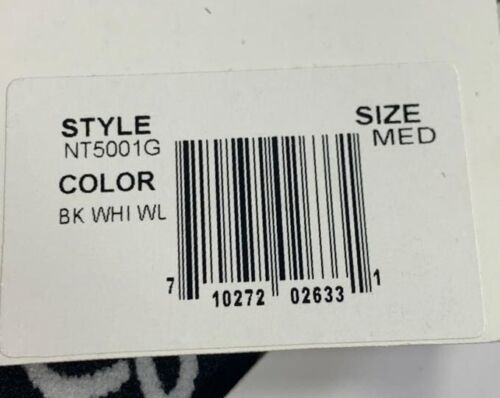 STYLE
NT5001G
SIZE
MED
COLOR
BK WHI WL
7 10272 02633 1